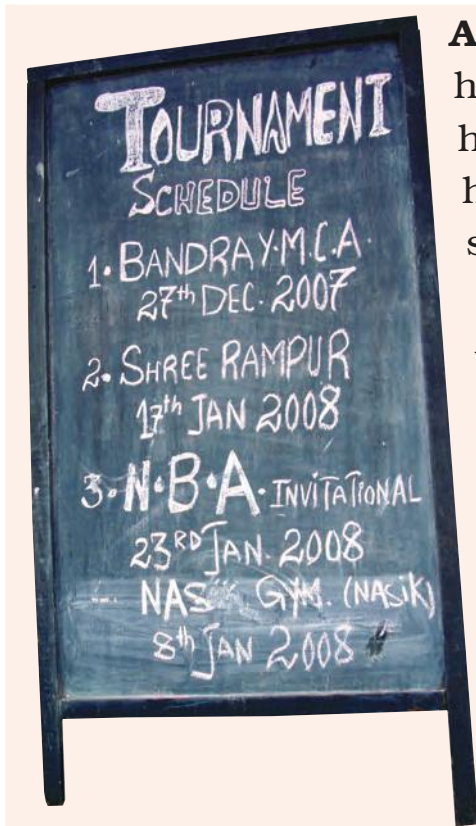 TOURNAMENT
SCHEDULE
1. BANDRA Y.M.C.A.
27th DEC. 2007
2. SHREE RAMPUR
17th JAN 2008
3. N.B.A. INVITATIONAL
23RD JAN. 2008
GYM. (NASIK)
8th JAN 2008